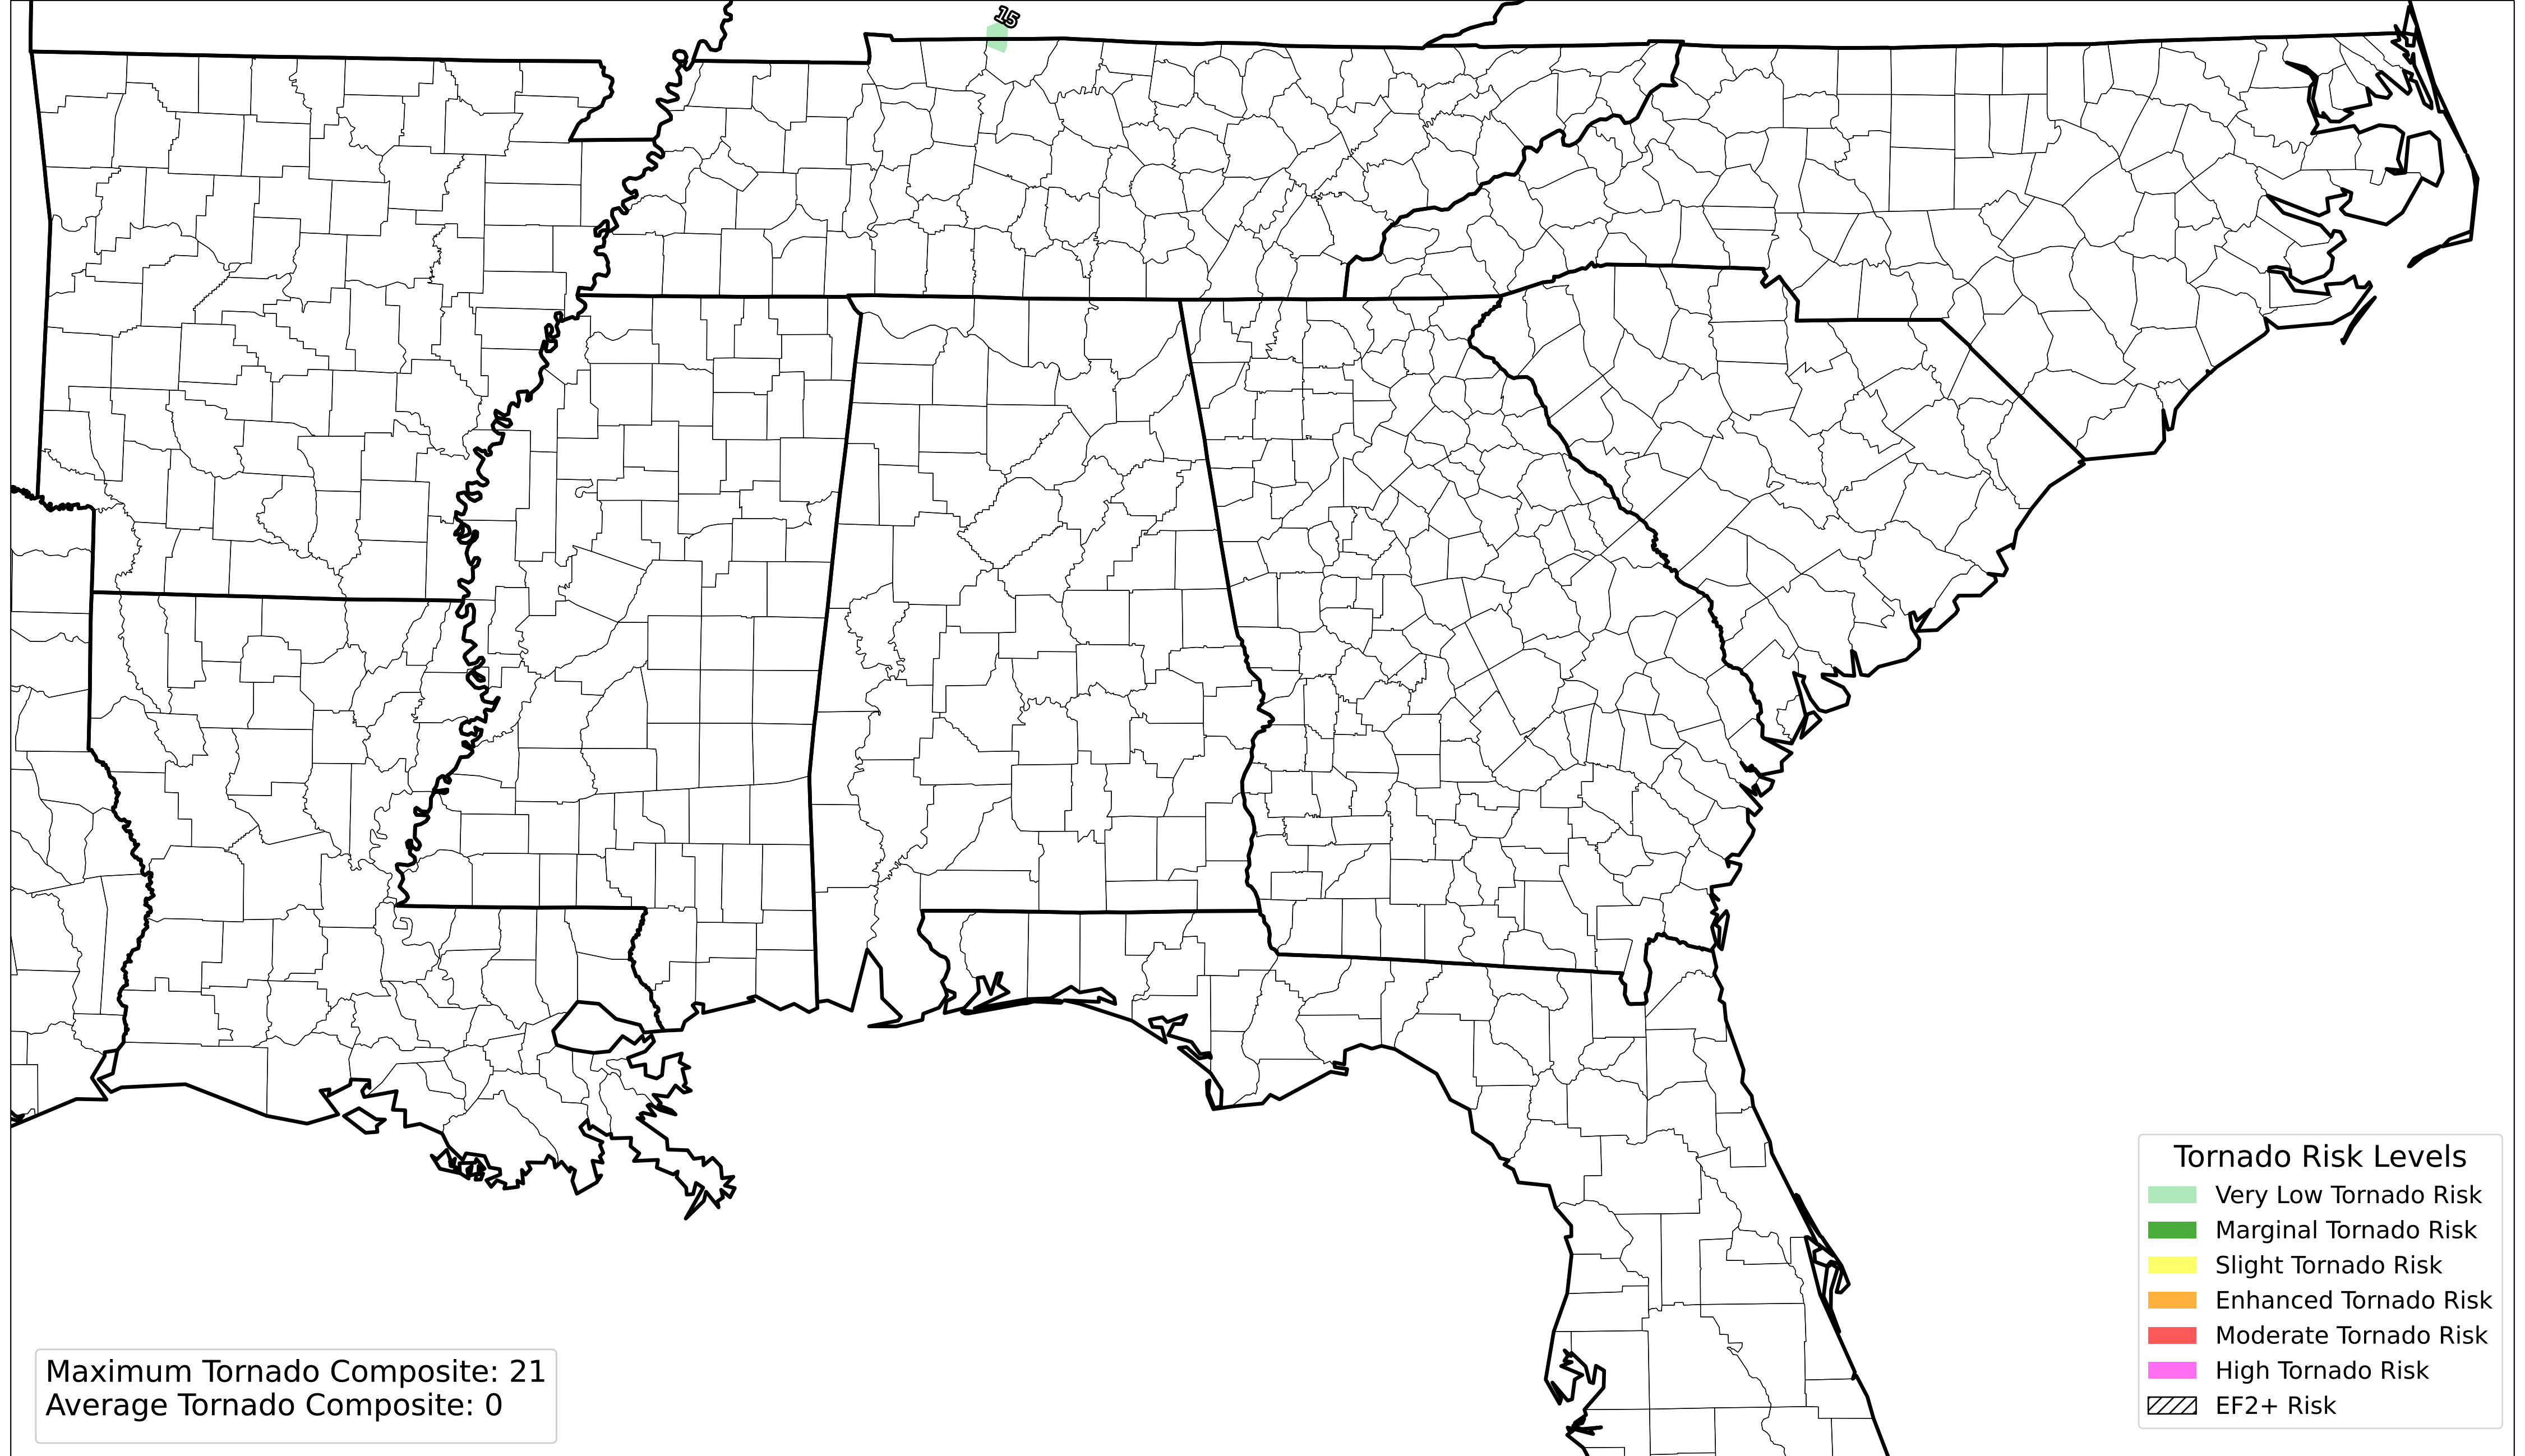 15
Tornado Risk Levels
Very Low Tornado Risk
Marginal Tornado Risk
Slight Tornado Risk
Enhanced Tornado Risk
Moderate Tornado Risk
High Tornado Risk
EF2+ Risk
Maximum Tornado Composite: 21
Average Tornado Composite: 0